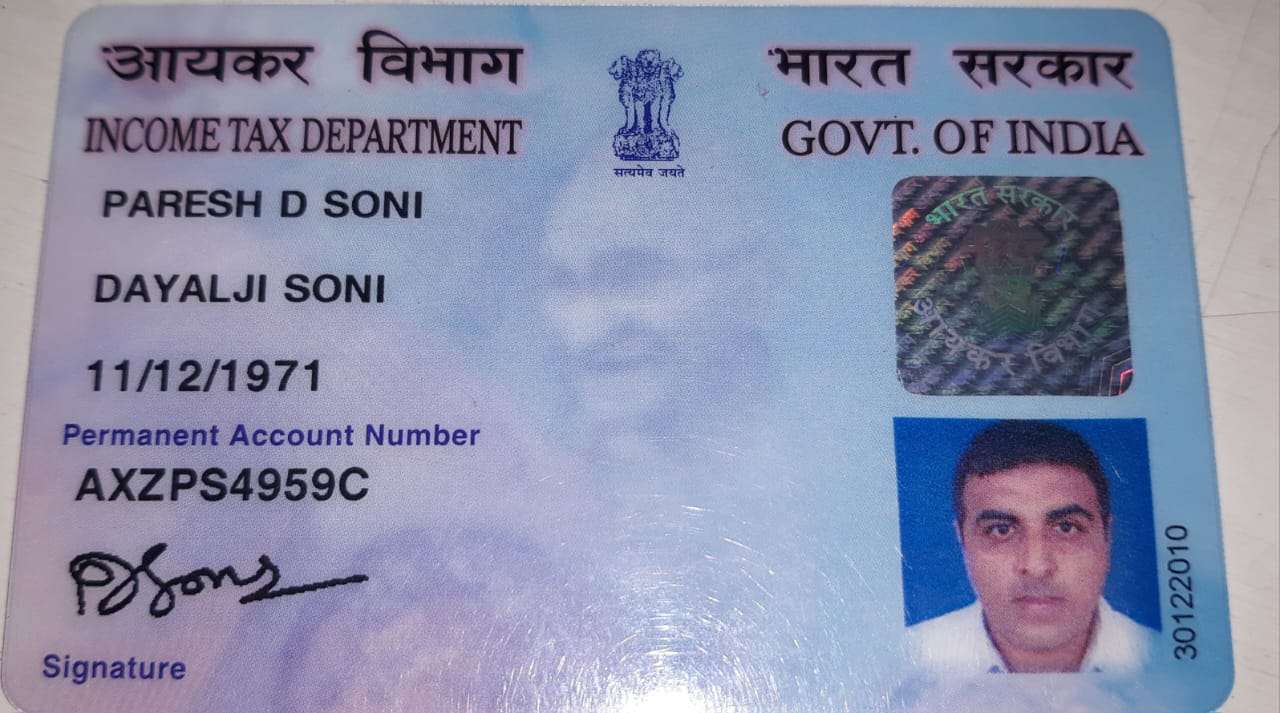 आयकर विभाग
भारत सरकार
INCOME TAX DEPARTMENT
GOVT. OF INDIA
सत्यमेव जयते
PARESH D SONI
भारत सरकार
DAYALJI SONI
आयकर विभाग
11/12/1971
Permanent Account Number
AXZPS4959C
30122010
Signature